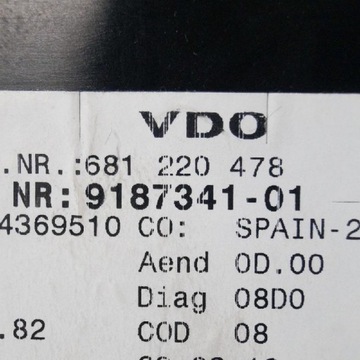 VDO
.NR.:681 220 478
NR: 9187341-01
4369510 CO: SPAIN-2
Aend 0D.00
Diag 08D0
.82 COD 08